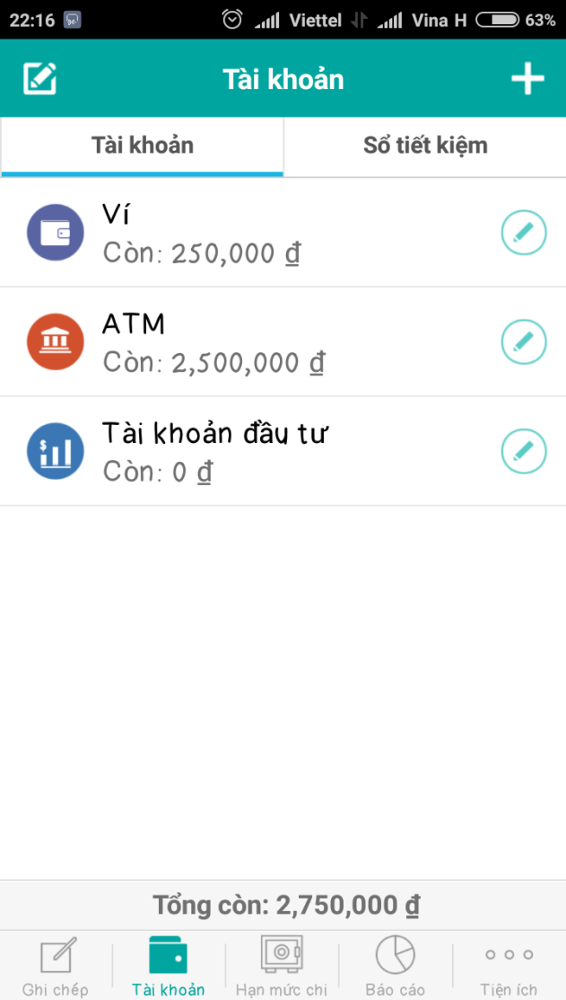 22:16 Viettel Vina H 63%
Tài khoản
Tài khoản Sổ tiết kiệm
Ví
Còn: 250,000 ₫
ATM
Còn: 2,500,000 ₫
Tài khoản đầu tư
Còn: 0 ₫
Tổng còn: 2,750,000 ₫
Ghi chép Tài khoản Hạn mức chi Báo cáo Tiện ích